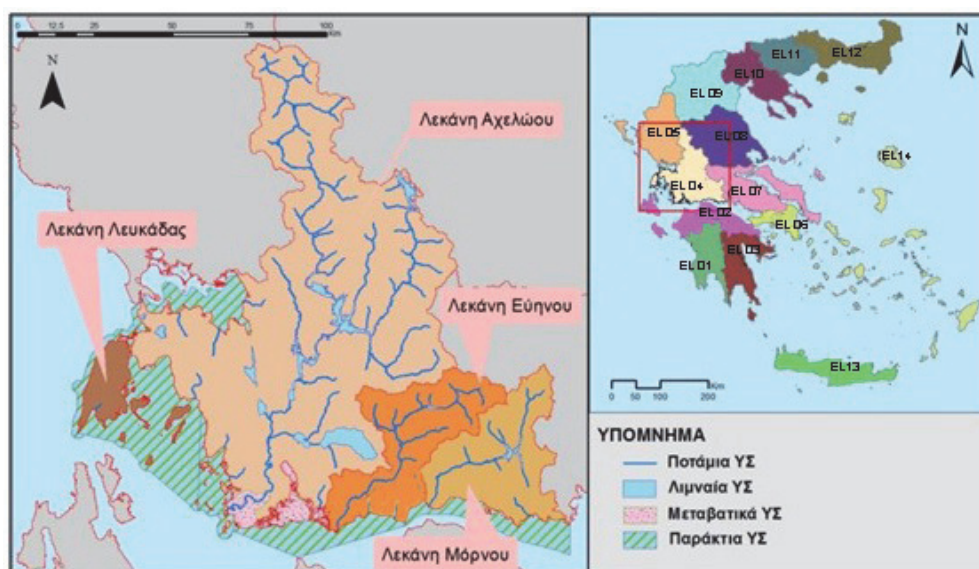 0 12,5 25 50 75 100
Km
N
Λεκάνη Αχελώου
Λεκάνη Λευκάδας
Λεκάνη Εύηνου
Λεκάνη Μόρνου
N
EL11
EL12
EL10
EL09
EL05
EL08
EL14
EL04
EL07
EL02
EL06
EL01
EL03
EL13
0 50 100 200
Km
ΥΠΟΜΝΗΜΑ
Ποτάμια ΥΣ
Λιμναία ΥΣ
Μεταβατικά ΥΣ
Παράκτια ΥΣ